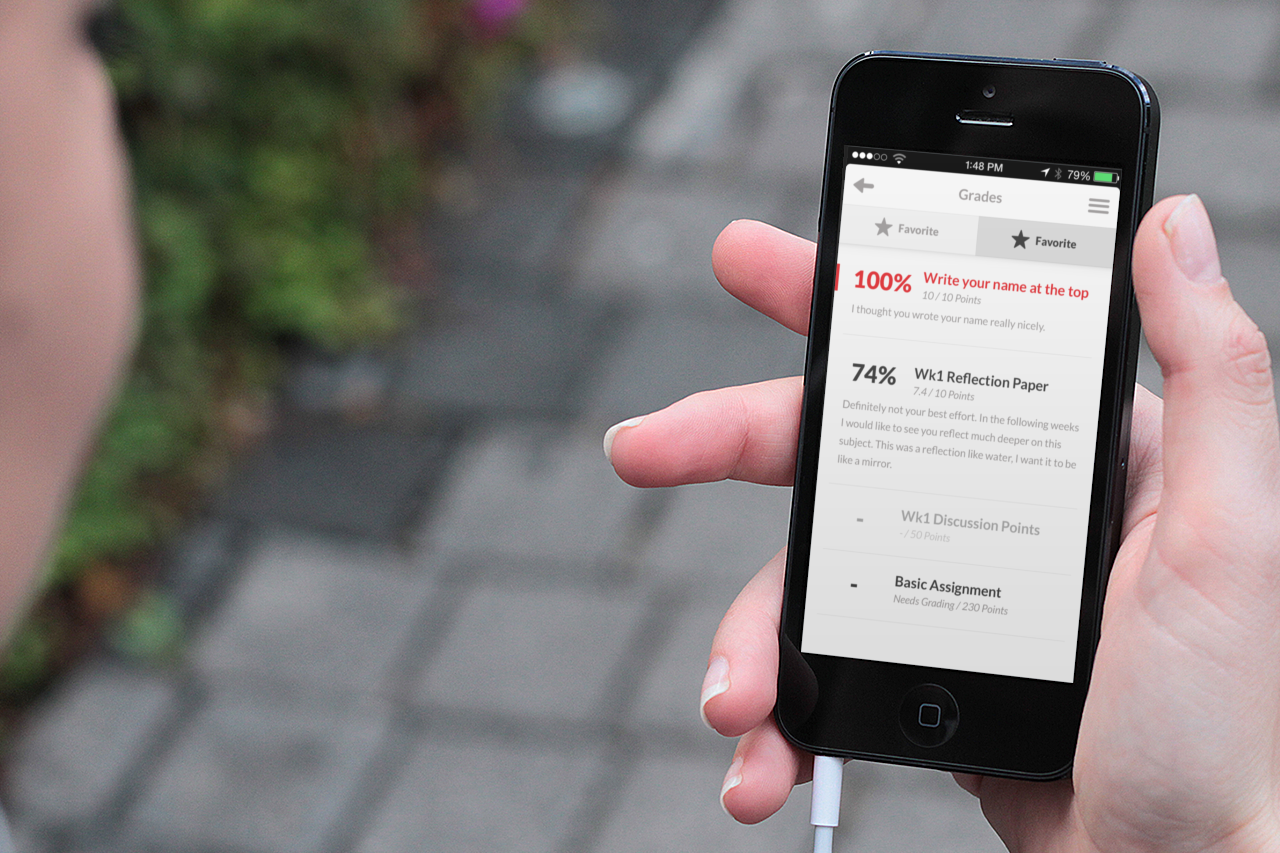 1:48 PM 79%
Grades
Favorite Favorite
100% Write your name at the top
10 / 10 Points
I thought you wrote your name really nicely.
74% Wk1 Reflection Paper
7.4 / 10 Points
Definitely not your best effort. In the following weeks
I would like to see you reflect much deeper on this
subject. This was a reflection like water, I want it to be
like a mirror.
- Wk1 Discussion Points
- / 50 Points
- Basic Assignment
Needs Grading / 230 Points